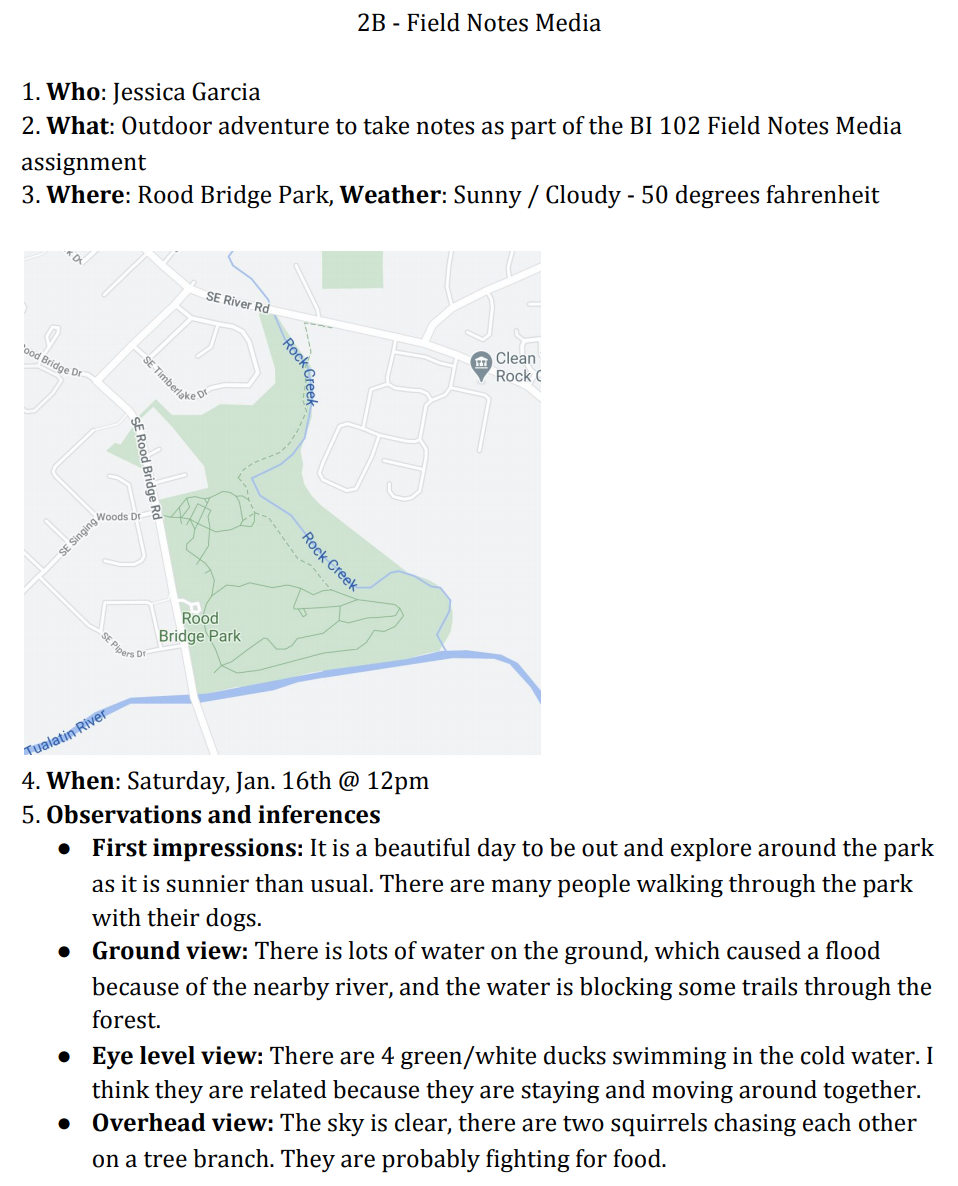 2B - Field Notes Media
1. Who: Jessica Garcia
2. What: Outdoor adventure to take notes as part of the BI 102 Field Notes Media
assignment
3. Where: Rood Bridge Park, Weather: Sunny / Cloudy - 50 degrees fahrenheit
SE River Rd
Rock Creek
Clean
Rock C
ood Bridge Dr
SE Timberlake Dr
SE Rood Bridge Rd
SE Singing Woods Dr
Rock Creek
Rood
Bridge Park
SE Pipers Dr
Tualatin River
4. When: Saturday, Jan. 16th @ 12pm
5. Observations and inferences
● First impressions: It is a beautiful day to be out and explore around the park
as it is sunnier than usual. There are many people walking through the park
with their dogs.
● Ground view: There is lots of water on the ground, which caused a flood
because of the nearby river, and the water is blocking some trails through the
forest.
● Eye level view: There are 4 green/white ducks swimming in the cold water. I
think they are related because they are staying and moving around together.
● Overhead view: The sky is clear, there are two squirrels chasing each other
on a tree branch. They are probably fighting for food.